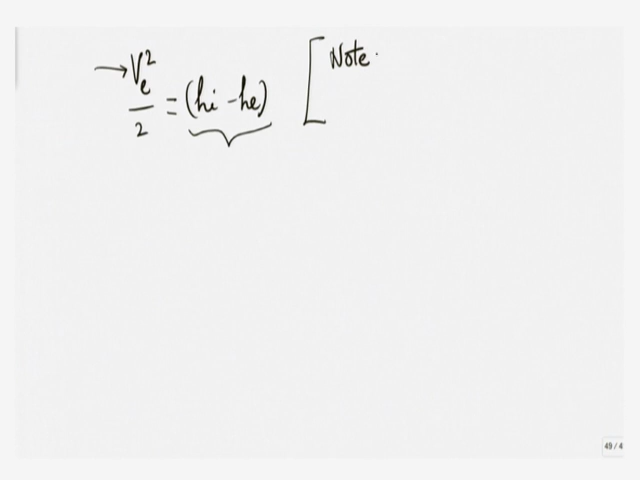 → Ve²/2 = (hi - he) [ Note.
49 / 4